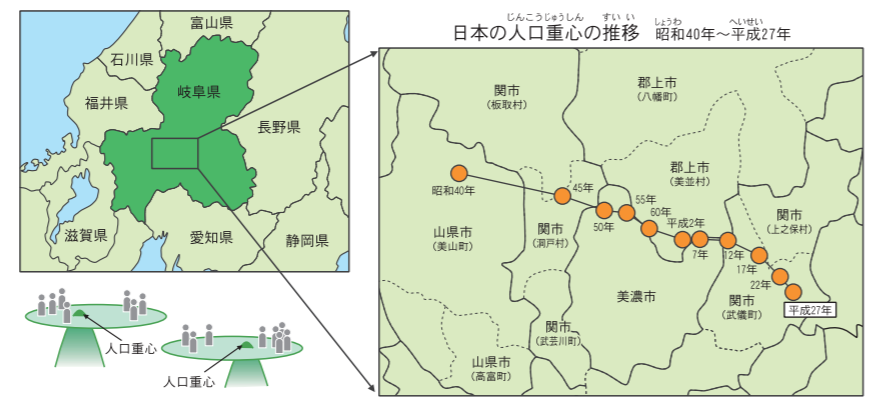 じんこうじゅうしん すいい しょうわ へいせい
日本の人口重心の推移 昭和40年～平成27年
富山県
石川県
岐阜県
福井県
長野県
滋賀県
愛知県
静岡県
人口重心
人口重心
関市
(板取村)
郡上市
(八幡町)
昭和40年
45年
郡上市
(美並村)
山県市
(美山町)
関市
(洞戸村)
50年
55年
60年
平成2年
7年
12年
関市
(上之保村)
17年
22年
平成27年
美濃市
関市
(武儀町)
関市
(武芸川町)
山県市
(高富町)